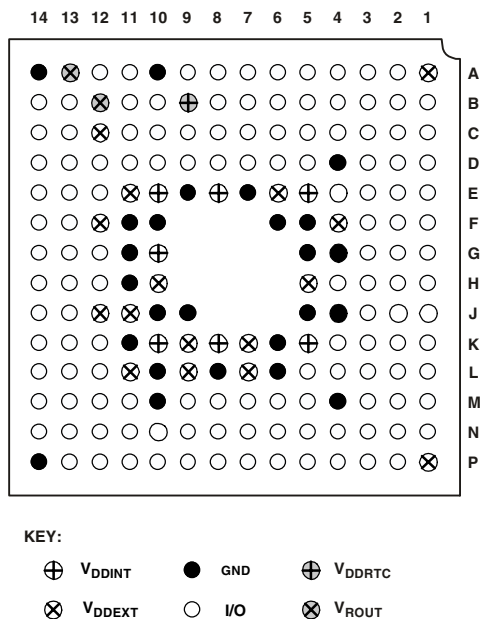 14 13 12 11 10 9 8 7 6 5 4 3 2 1
A
B
C
D
E
F
G
H
J
K
L
M
N
P
KEY:
VDDINT GND VDDRTC
VDDEXT I/O VROUT